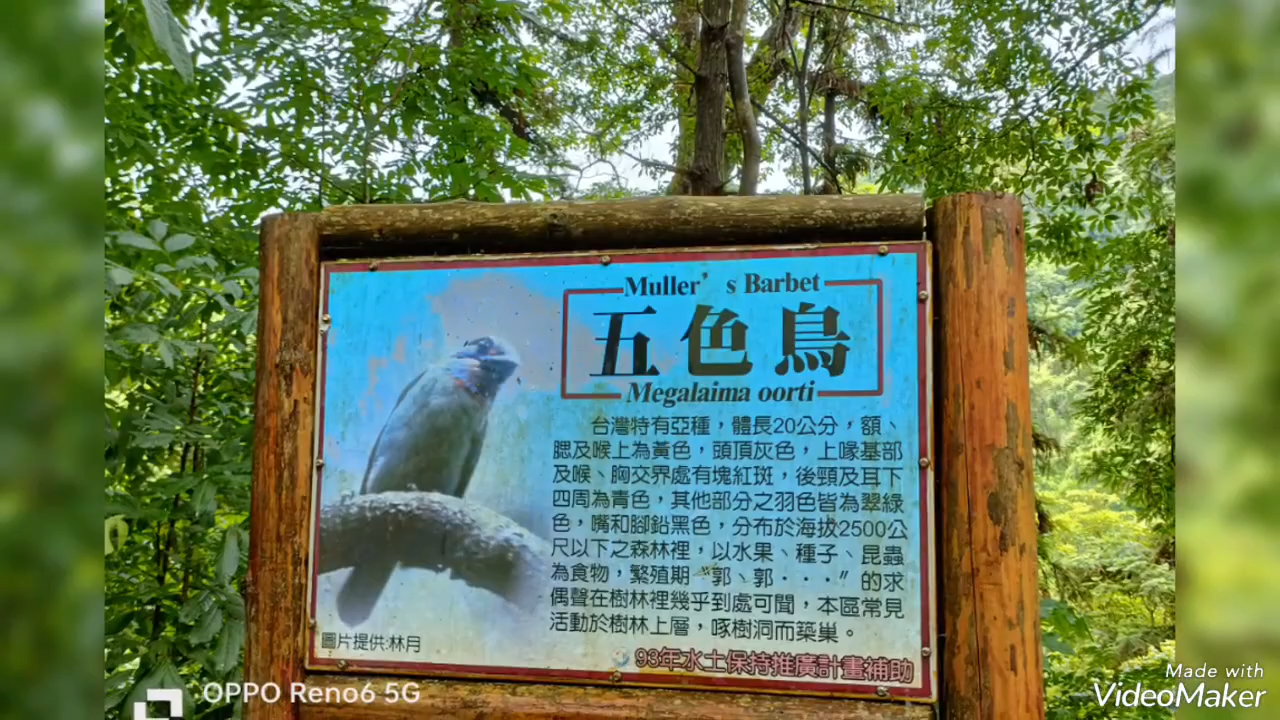 Muller's Barbet
五色鳥
Megalaima oorti
台灣特有亞種，體長20公分，額、
腮及喉上為黃色，頭頂灰色，上喙基部
及喉、胸交界處有塊紅斑，後頸及耳下
四周為青色，其他部分之羽色皆為翠綠
色，嘴和腳鉛黑色，分布於海拔2500公
尺以下之森林裡，以水果、種子、昆蟲
為食物，繁殖期〝郭、郭・・・〞的求
偶聲在樹林裡幾乎到處可聞，本區常見
活動於樹林上層，啄樹洞而築巢。
圖片提供:林月
93年水土保持推廣計畫補助
OPPO Reno6 5G
Made with
VideoMaker